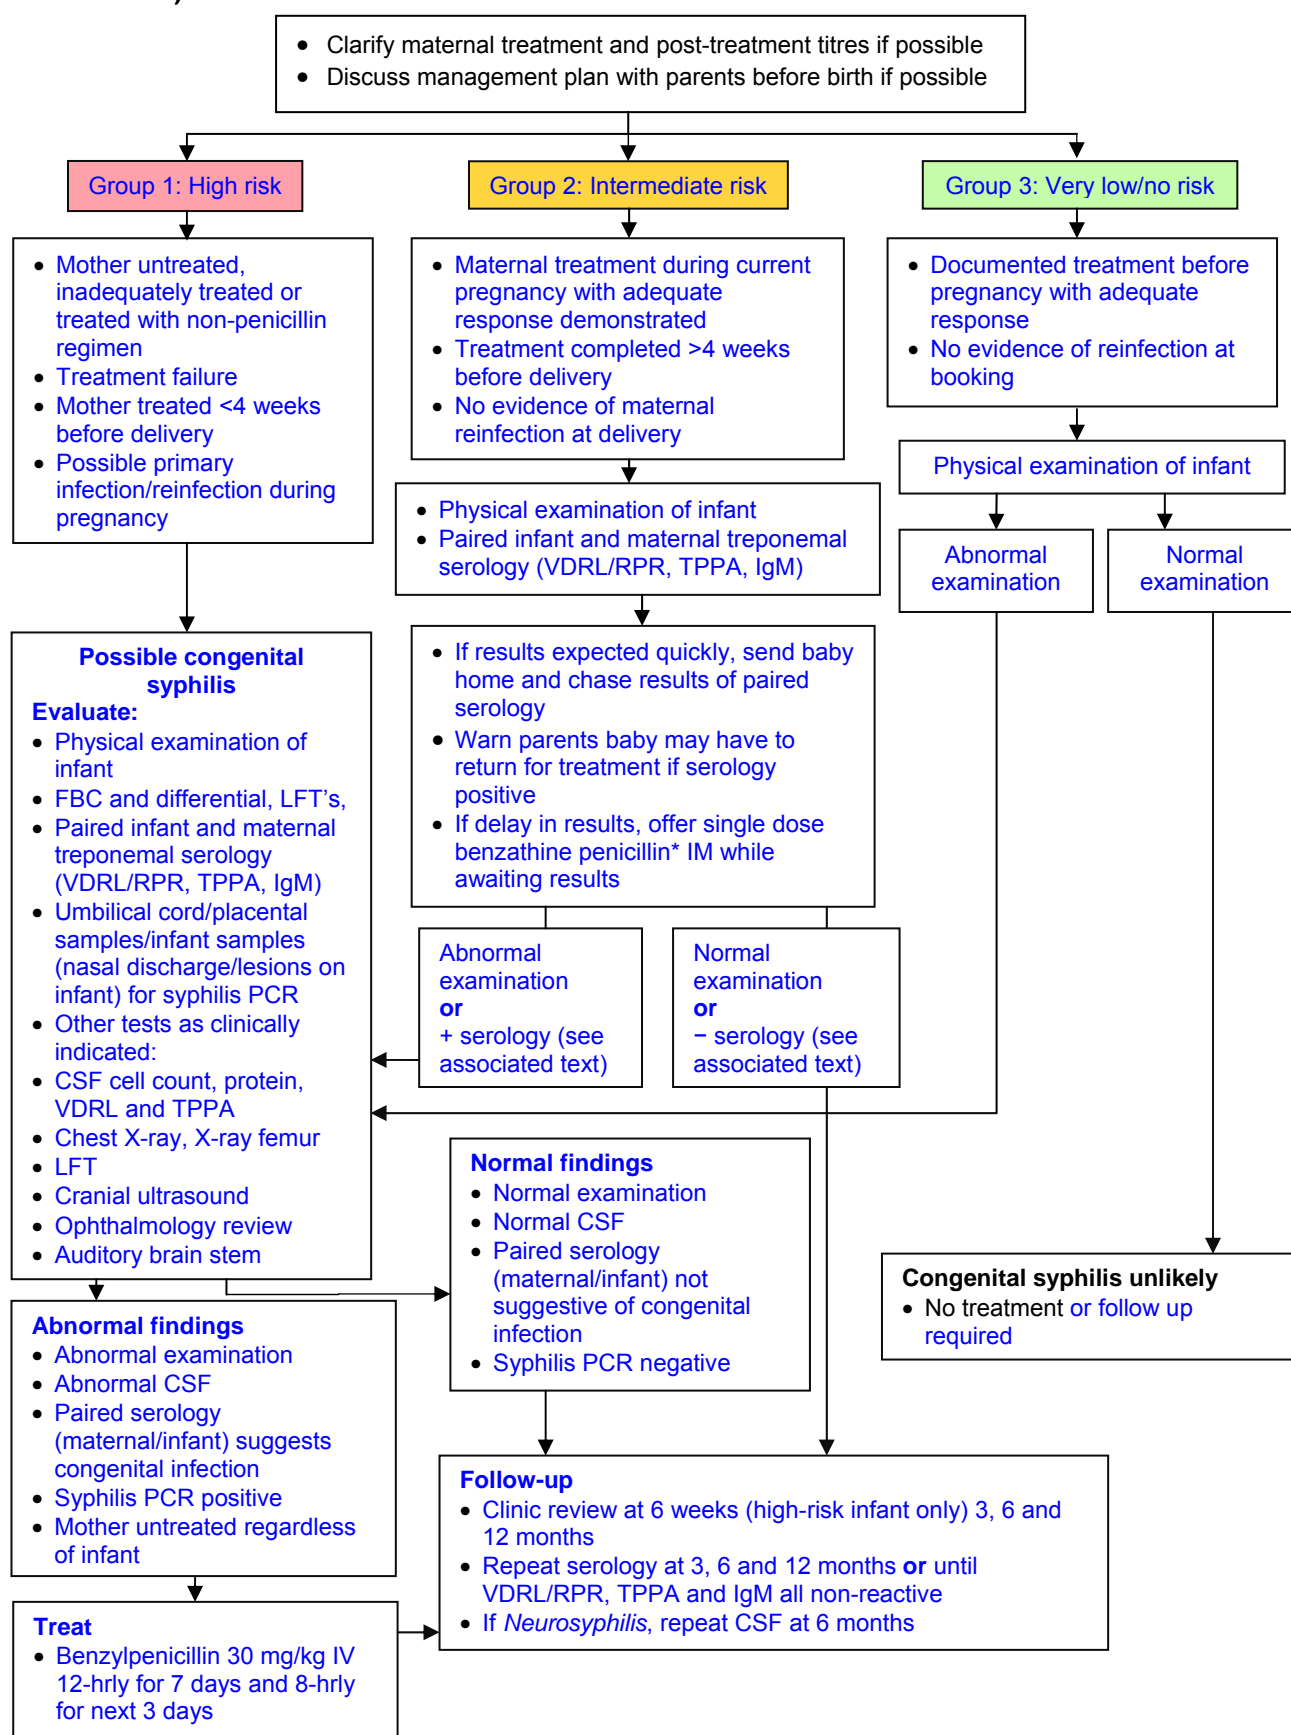 • Clarify maternal treatment and post-treatment titres if possible
• Discuss management plan with parents before birth if possible
Group 1: High risk
Group 2: Intermediate risk
Group 3: Very low/no risk
• Mother untreated,
inadequately treated or
treated with non-penicillin
regimen
• Treatment failure
• Mother treated <4 weeks
before delivery
• Possible primary
infection/reinfection during
pregnancy
• Maternal treatment during current
pregnancy with adequate
response demonstrated
• Treatment completed >4 weeks
before delivery
• No evidence of maternal
reinfection at delivery
• Documented treatment before
pregnancy with adequate
response
• No evidence of reinfection at
booking
Physical examination of infant
• Physical examination of infant
• Paired infant and maternal treponemal
serology (VDRL/RPR, TPPA, IgM)
Abnormal
examination
Normal
examination
Possible congenital
syphilis
Evaluate:
• Physical examination of
infant
• FBC and differential, LFT's,
• Paired infant and maternal
treponemal serology
(VDRL/RPR, TPPA, IgM)
• Umbilical cord/placental
samples/infant samples
(nasal discharge/lesions on
infant) for syphilis PCR
• Other tests as clinically
indicated:
• CSF cell count, protein,
VDRL and TPPA
• Chest X-ray, X-ray femur
• LFT
• Cranial ultrasound
• Ophthalmology review
• Auditory brain stem
• If results expected quickly, send baby
home and chase results of paired
serology
• Warn parents baby may have to
return for treatment if serology
positive
• If delay in results, offer single dose
benzathine penicillin* IM while
awaiting results
Abnormal
examination
or
+ serology (see
associated text)
Normal
examination
or
− serology (see
associated text)
Normal findings
• Normal examination
• Normal CSF
• Paired serology
(maternal/infant) not
suggestive of congenital
infection
• Syphilis PCR negative
Congenital syphilis unlikely
• No treatment or follow up
required
Abnormal findings
• Abnormal examination
• Abnormal CSF
• Paired serology
(maternal/infant) suggests
congenital infection
• Syphilis PCR positive
• Mother untreated regardless
of infant
Follow-up
• Clinic review at 6 weeks (high-risk infant only) 3, 6 and
12 months
• Repeat serology at 3, 6 and 12 months or until
VDRL/RPR, TPPA and IgM all non-reactive
• If Neurosyphilis, repeat CSF at 6 months
Treat
• Benzylpenicillin 30 mg/kg IV
12-hrly for 7 days and 8-hrly
for next 3 days